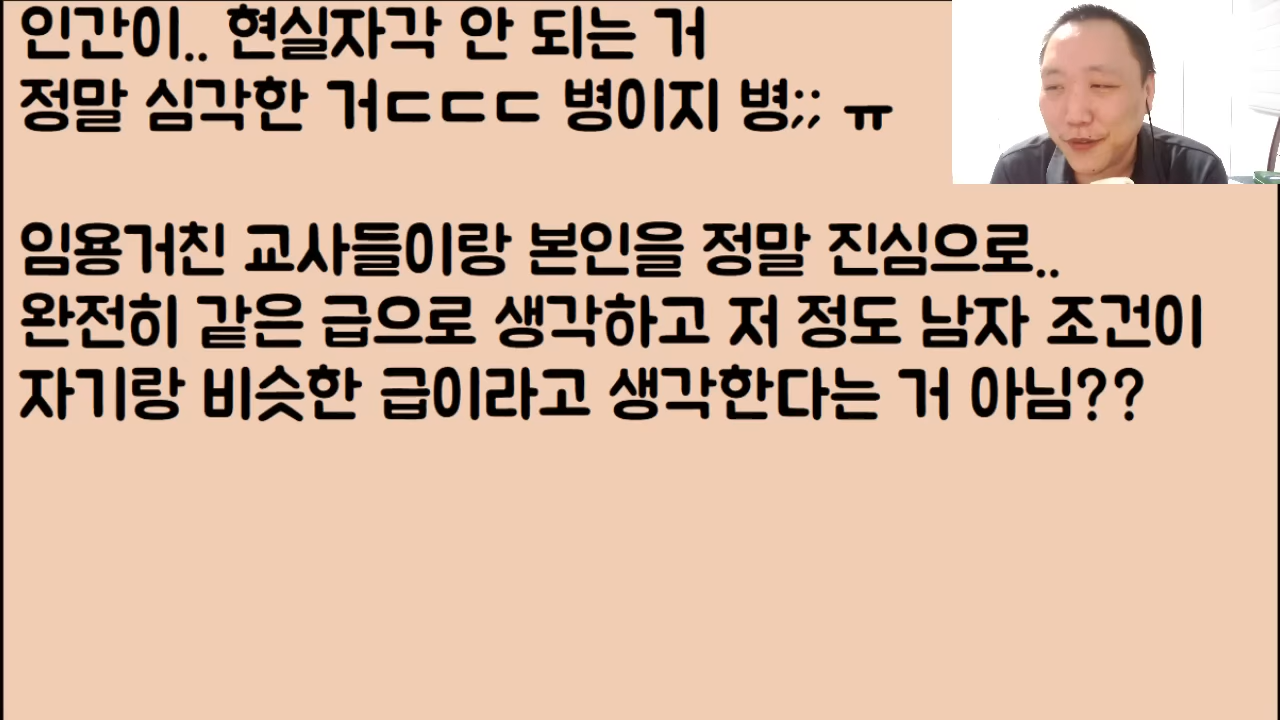 인간이.. 현실자각 안 되는 거
정말 심각한 거ㄷㄷㄷ 병이지 병;; ㅠ
임용거친 교사들이랑 본인을 정말 진심으로..
완전히 같은 급으로 생각하고 저 정도 남자 조건이
자기랑 비슷한 급이라고 생각한다는 거 아님??